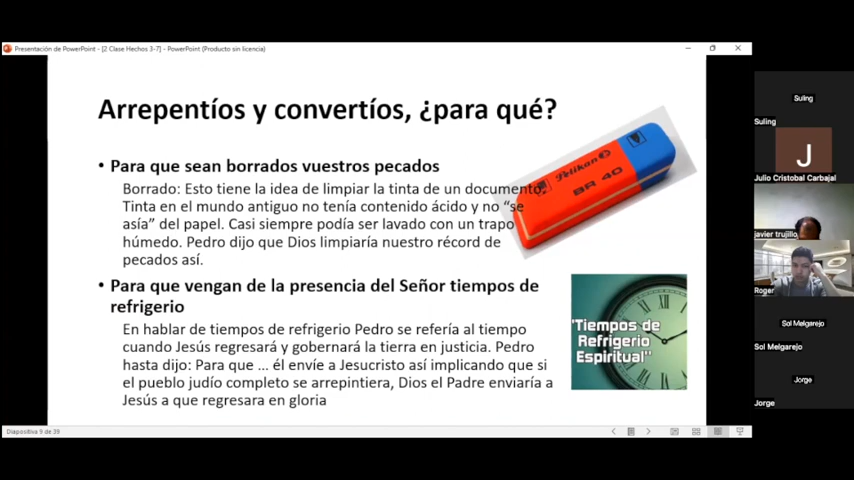 Presentación de PowerPoint - [2 Clase Hechos 3-7] - PowerPoint (Producto sin licencia)
Arrepentíos y convertíos, ¿para qué?
• Para que sean borrados vuestros pecados
Borrado: Esto tiene la idea de limpiar la tinta de un documento.
Tinta en el mundo antiguo no tenía contenido ácido y no “se
asía” del papel. Casi siempre podía ser lavado con un trapo
húmedo. Pedro dijo que Dios limpiaría nuestro récord de
pecados así.
• Para que vengan de la presencia del Señor tiempos de
refrigerio
En hablar de tiempos de refrigerio Pedro se refería al tiempo
cuando Jesús regresará y gobernará la tierra en justicia. Pedro
hasta dijo: Para que ... él envíe a Jesucristo así implicando que si
el pueblo judío completo se arrepintiera, Dios el Padre enviaría a
Jesús a que regresara en gloria
Pelikan
BR 40
"Tiempos de
Refrigerio
Espiritual"
Diapositiva 9 de 39
Suling
Suling
J
Julio Cristobal Carbajal
javier trujillo
Roger
Sol Melgarejo
Sol Melgarejo
Jorge
Jorge